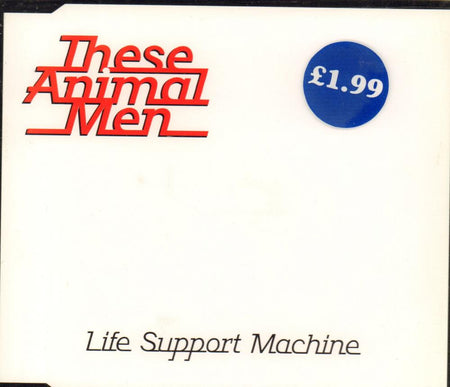 These
Animal
Men
£1.99
Life Support Machine